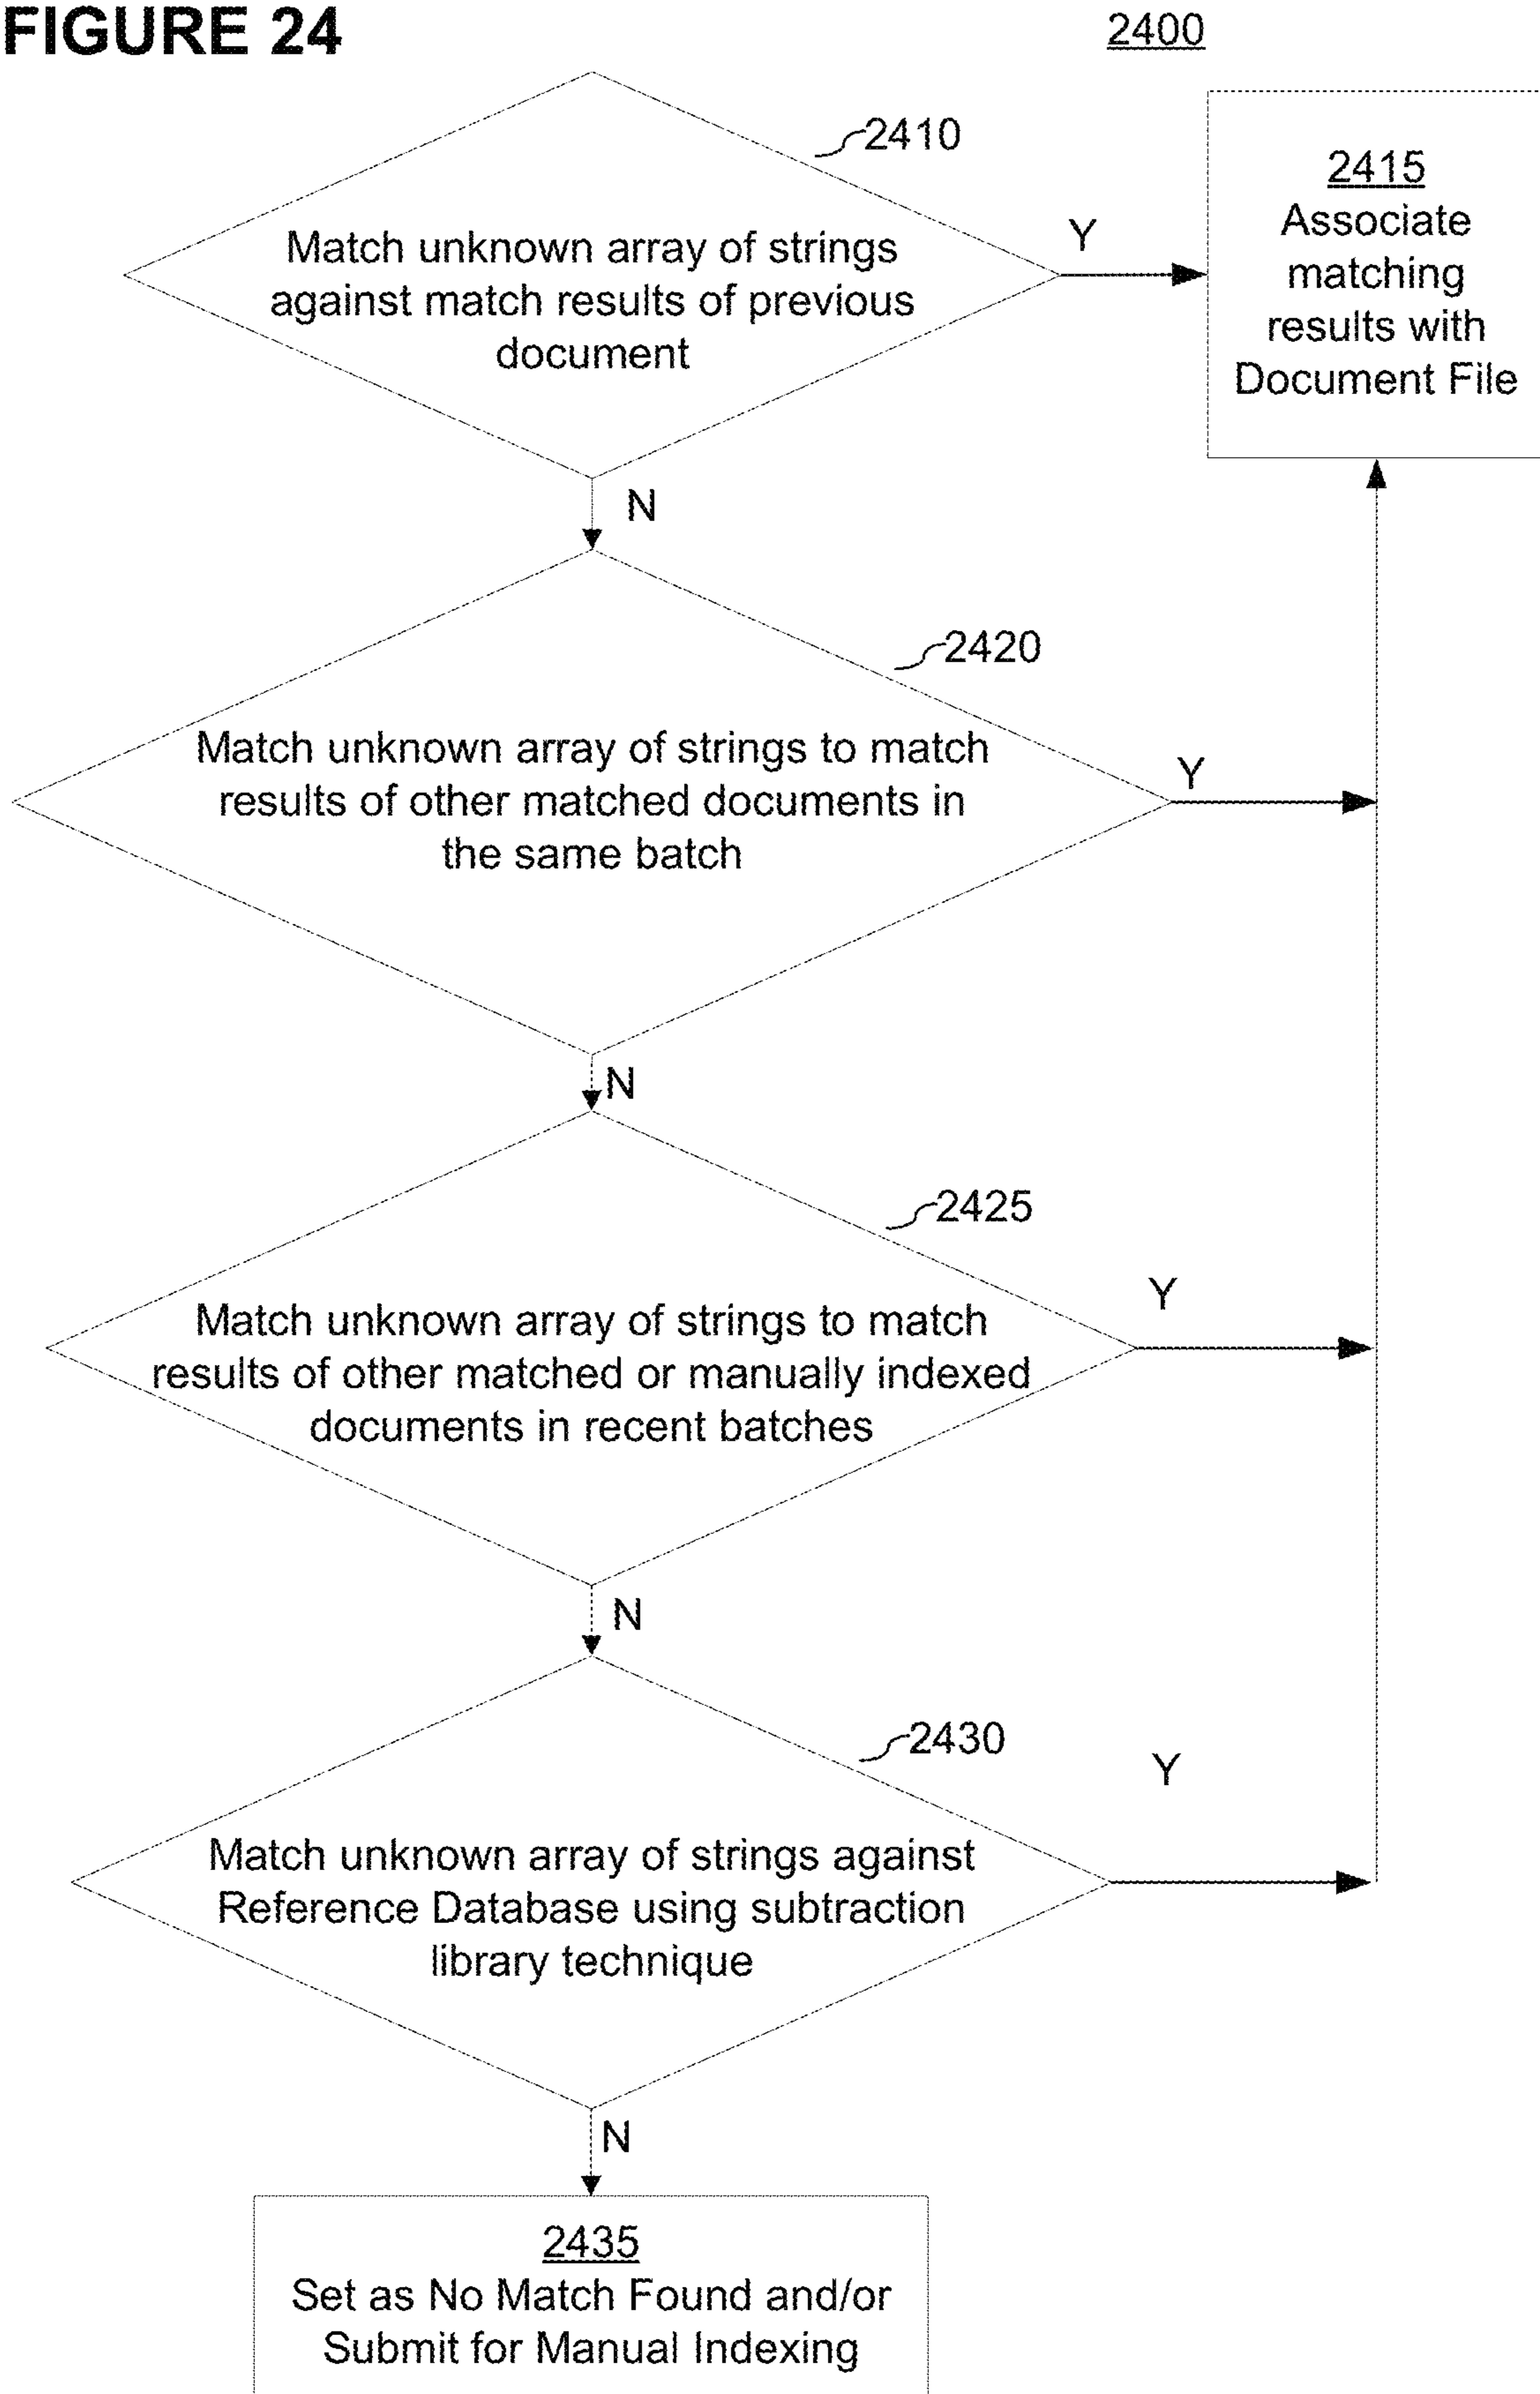 FIGURE 24
2400
2410
Match unknown array of strings
against match results of previous
document
Y
2415
Associate
matching
results with
Document File
N
2420
Match unknown array of strings to match
results of other matched documents in
the same batch
Y
N
2425
Match unknown array of strings to match
results of other matched or manually indexed
documents in recent batches
Y
N
2430
Match unknown array of strings against
Reference Database using subtraction
library technique
Y
N
2435
Set as No Match Found and/or
Submit for Manual Indexing